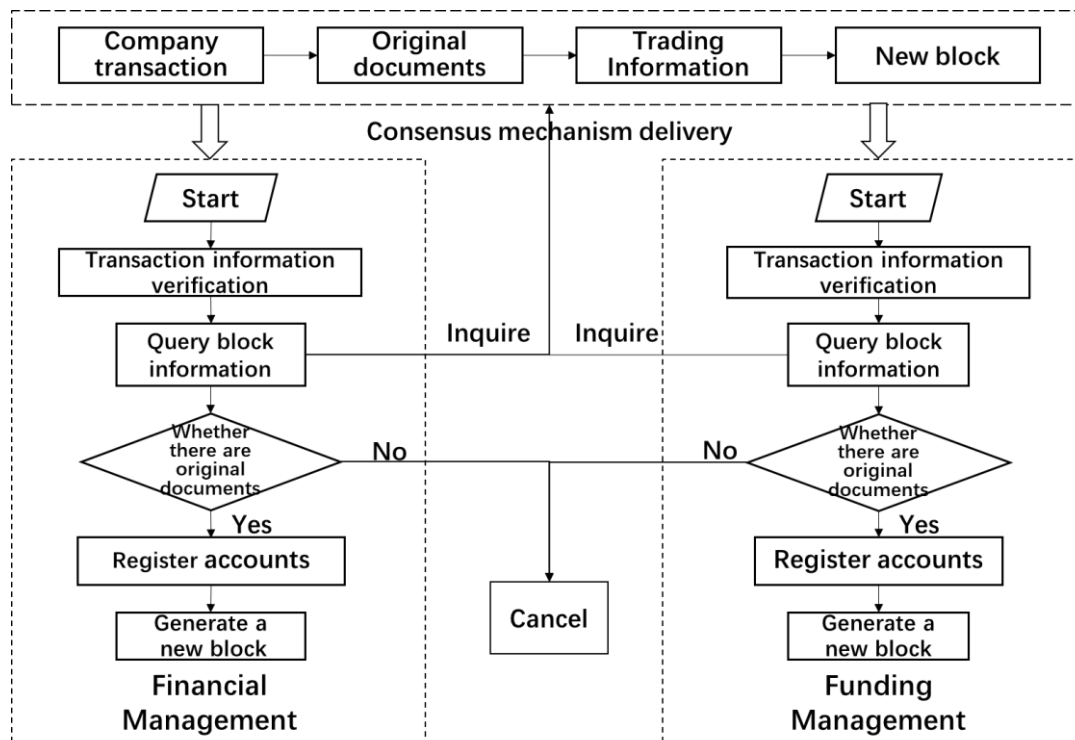 Company
transaction
Original
documents
Trading
Information
New block
Consensus mechanism delivery
Start
Transaction information
verification
Query block
information
Inquire
Whether
there are
original
documents
No
Yes
Register accounts
Generate a
new block
Financial
Management
Cancel
Start
Transaction information
verification
Inquire
Query block
information
No
Whether
there are
original
documents
Yes
Register accounts
Generate a
new block
Funding
Management